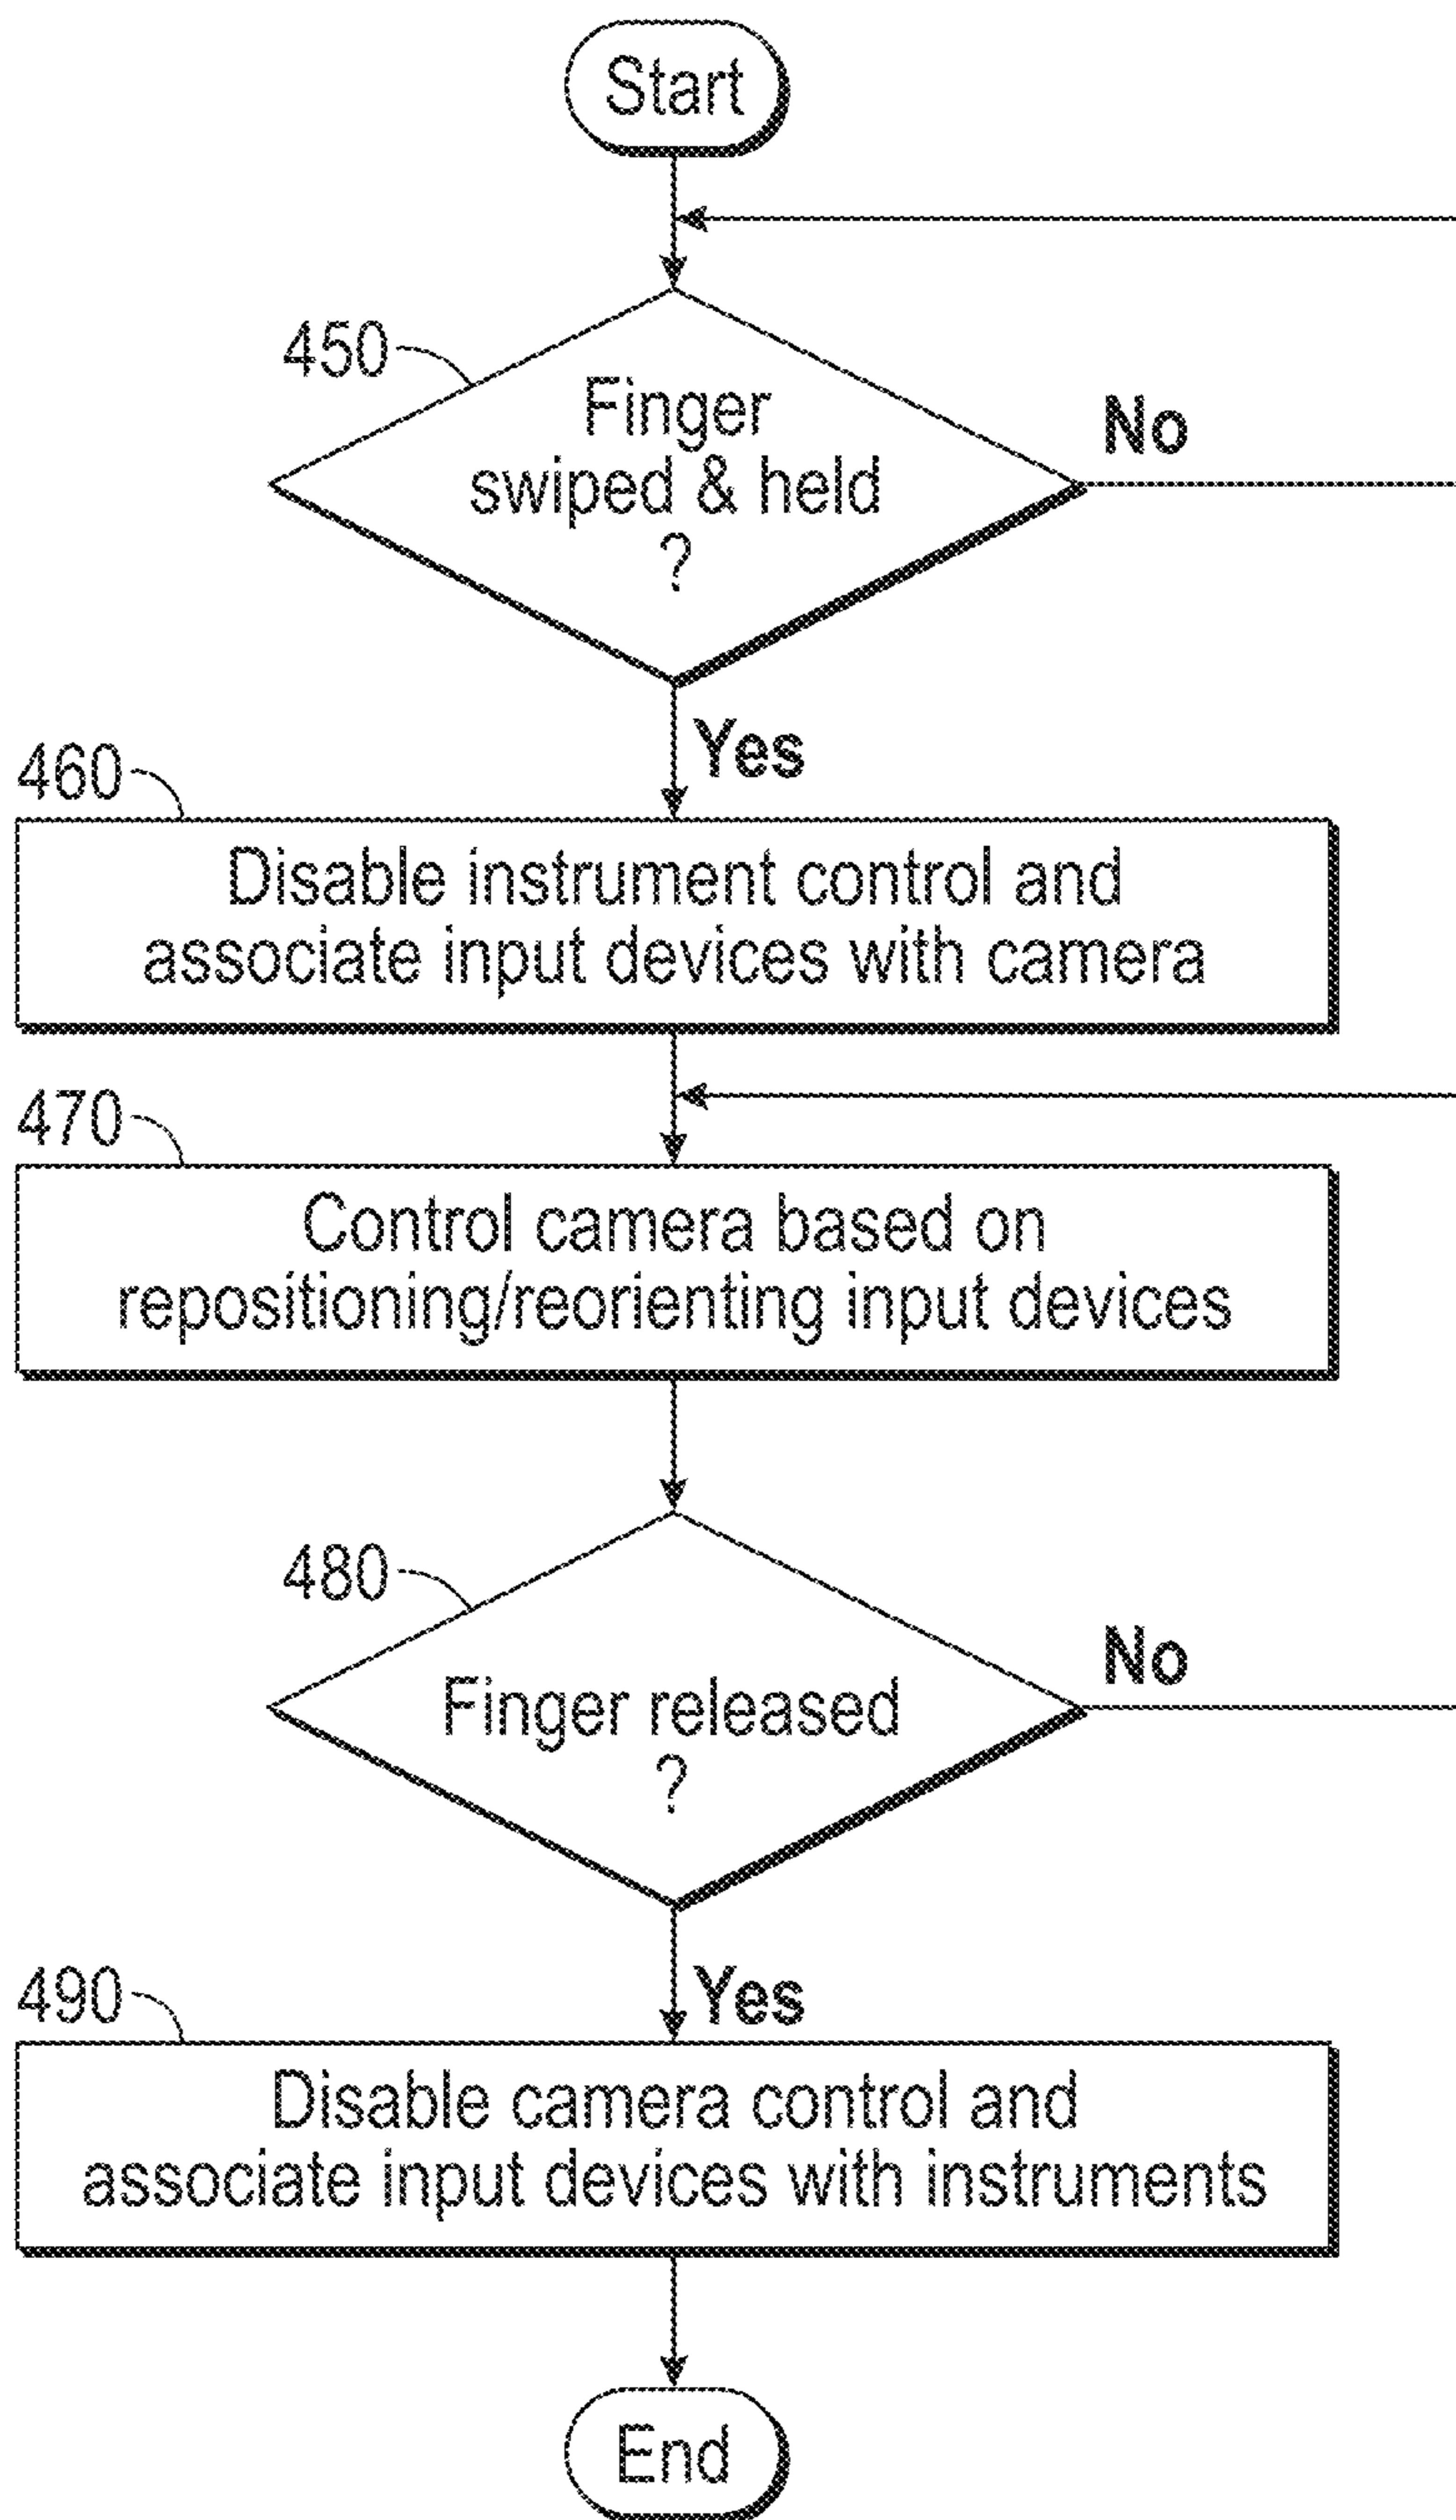 Start
450
Finger
swiped & held
?
No
Yes
460
Disable instrument control and
associate input devices with camera
470
Control camera based on
repositioning/reorienting input devices
480
Finger released
?
No
Yes
490
Disable camera control and
associate input devices with instruments
End